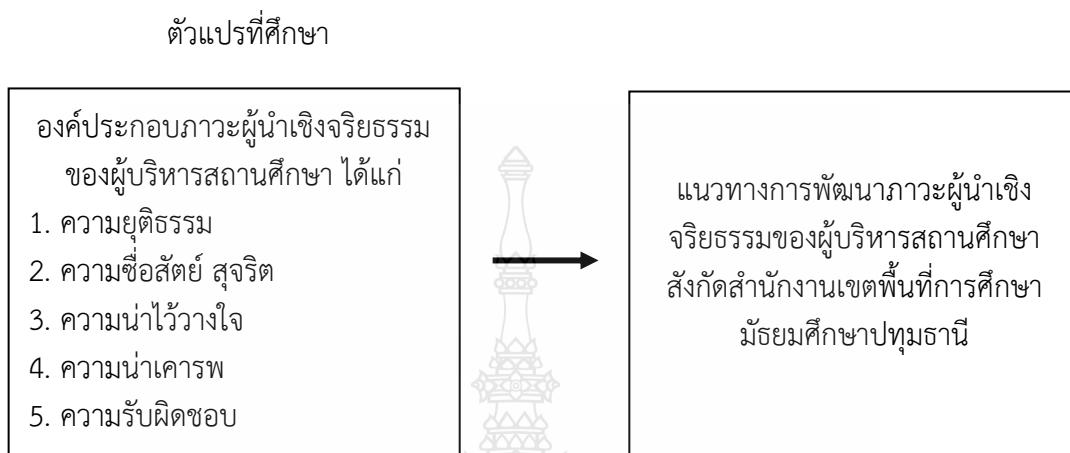 ตัวแปรที่ศึกษา
องค์ประกอบภาวะผู้นำเชิงจริยธรรม
ของผู้บริหารสถานศึกษา ได้แก่
1. ความยุติธรรม
2. ความซื่อสัตย์ สุจริต
3. ความน่าไว้วางใจ
4. ความน่าเคารพ
5. ความรับผิดชอบ
แนวทางการพัฒนาภาวะผู้นำเชิง
จริยธรรมของผู้บริหารสถานศึกษา
สังกัดสำนักงานเขตพื้นที่การศึกษา
มัธยมศึกษาปทุมธานี